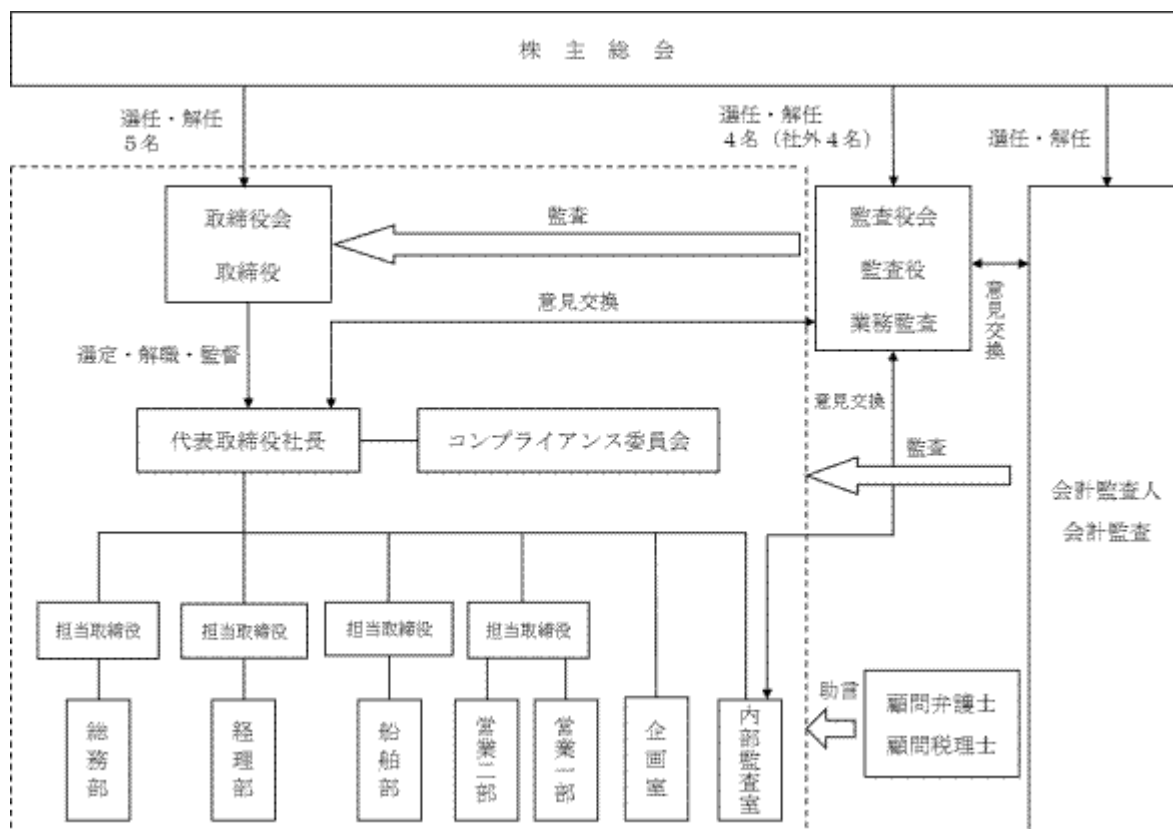 株主総会
選任・解任
5名
選任・解任
4名（社外4名）
選任・解任
取締役会
取締役
監査
監査役会
監査役
業務監査
意見交換
意見交換
選定・解職・監督
意見交換
代表取締役社長
コンプライアンス委員会
監査
会計監査人
会計監査
担当取締役
担当取締役
担当取締役
担当取締役
総務部
経理部
船舶部
営業二部
営業一部
企画室
内部監査室
助言
顧問弁護士
顧問税理士